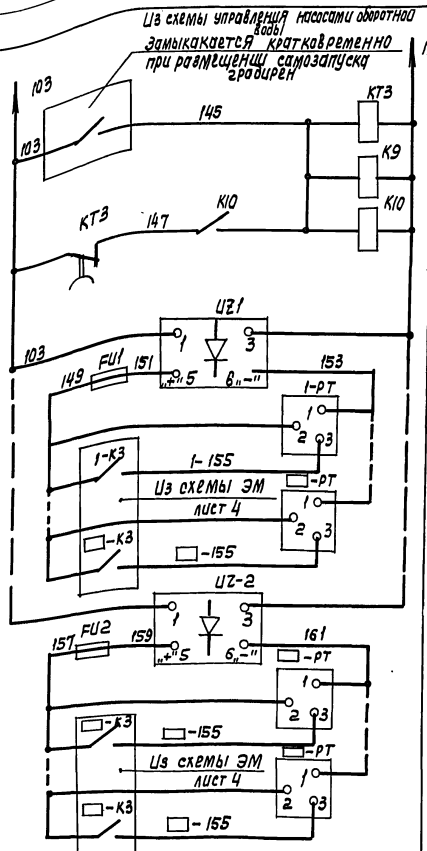 Из схемы управления насосами оборотной
воды
Замыкакается кратковременно
при размещении самозапуска
градирен
103
145
КТ3
103
К9
КТ3
147
К10
К10
UZ1
1
3
103
FU1
151
153
149
„+“ 5
6 „-“
1-РТ
1
2
3
1-К3
1-155
-РТ
Из схемы ЭМ
лист 4
1
2
3
-К3
-155
UZ-2
1
3
FU2
157
159
161
„+“ 5
6 „-“
-РТ
1
2
3
-К3
-155
-РТ
Из схемы ЭМ
лист 4
1
2
3
-К3
-155